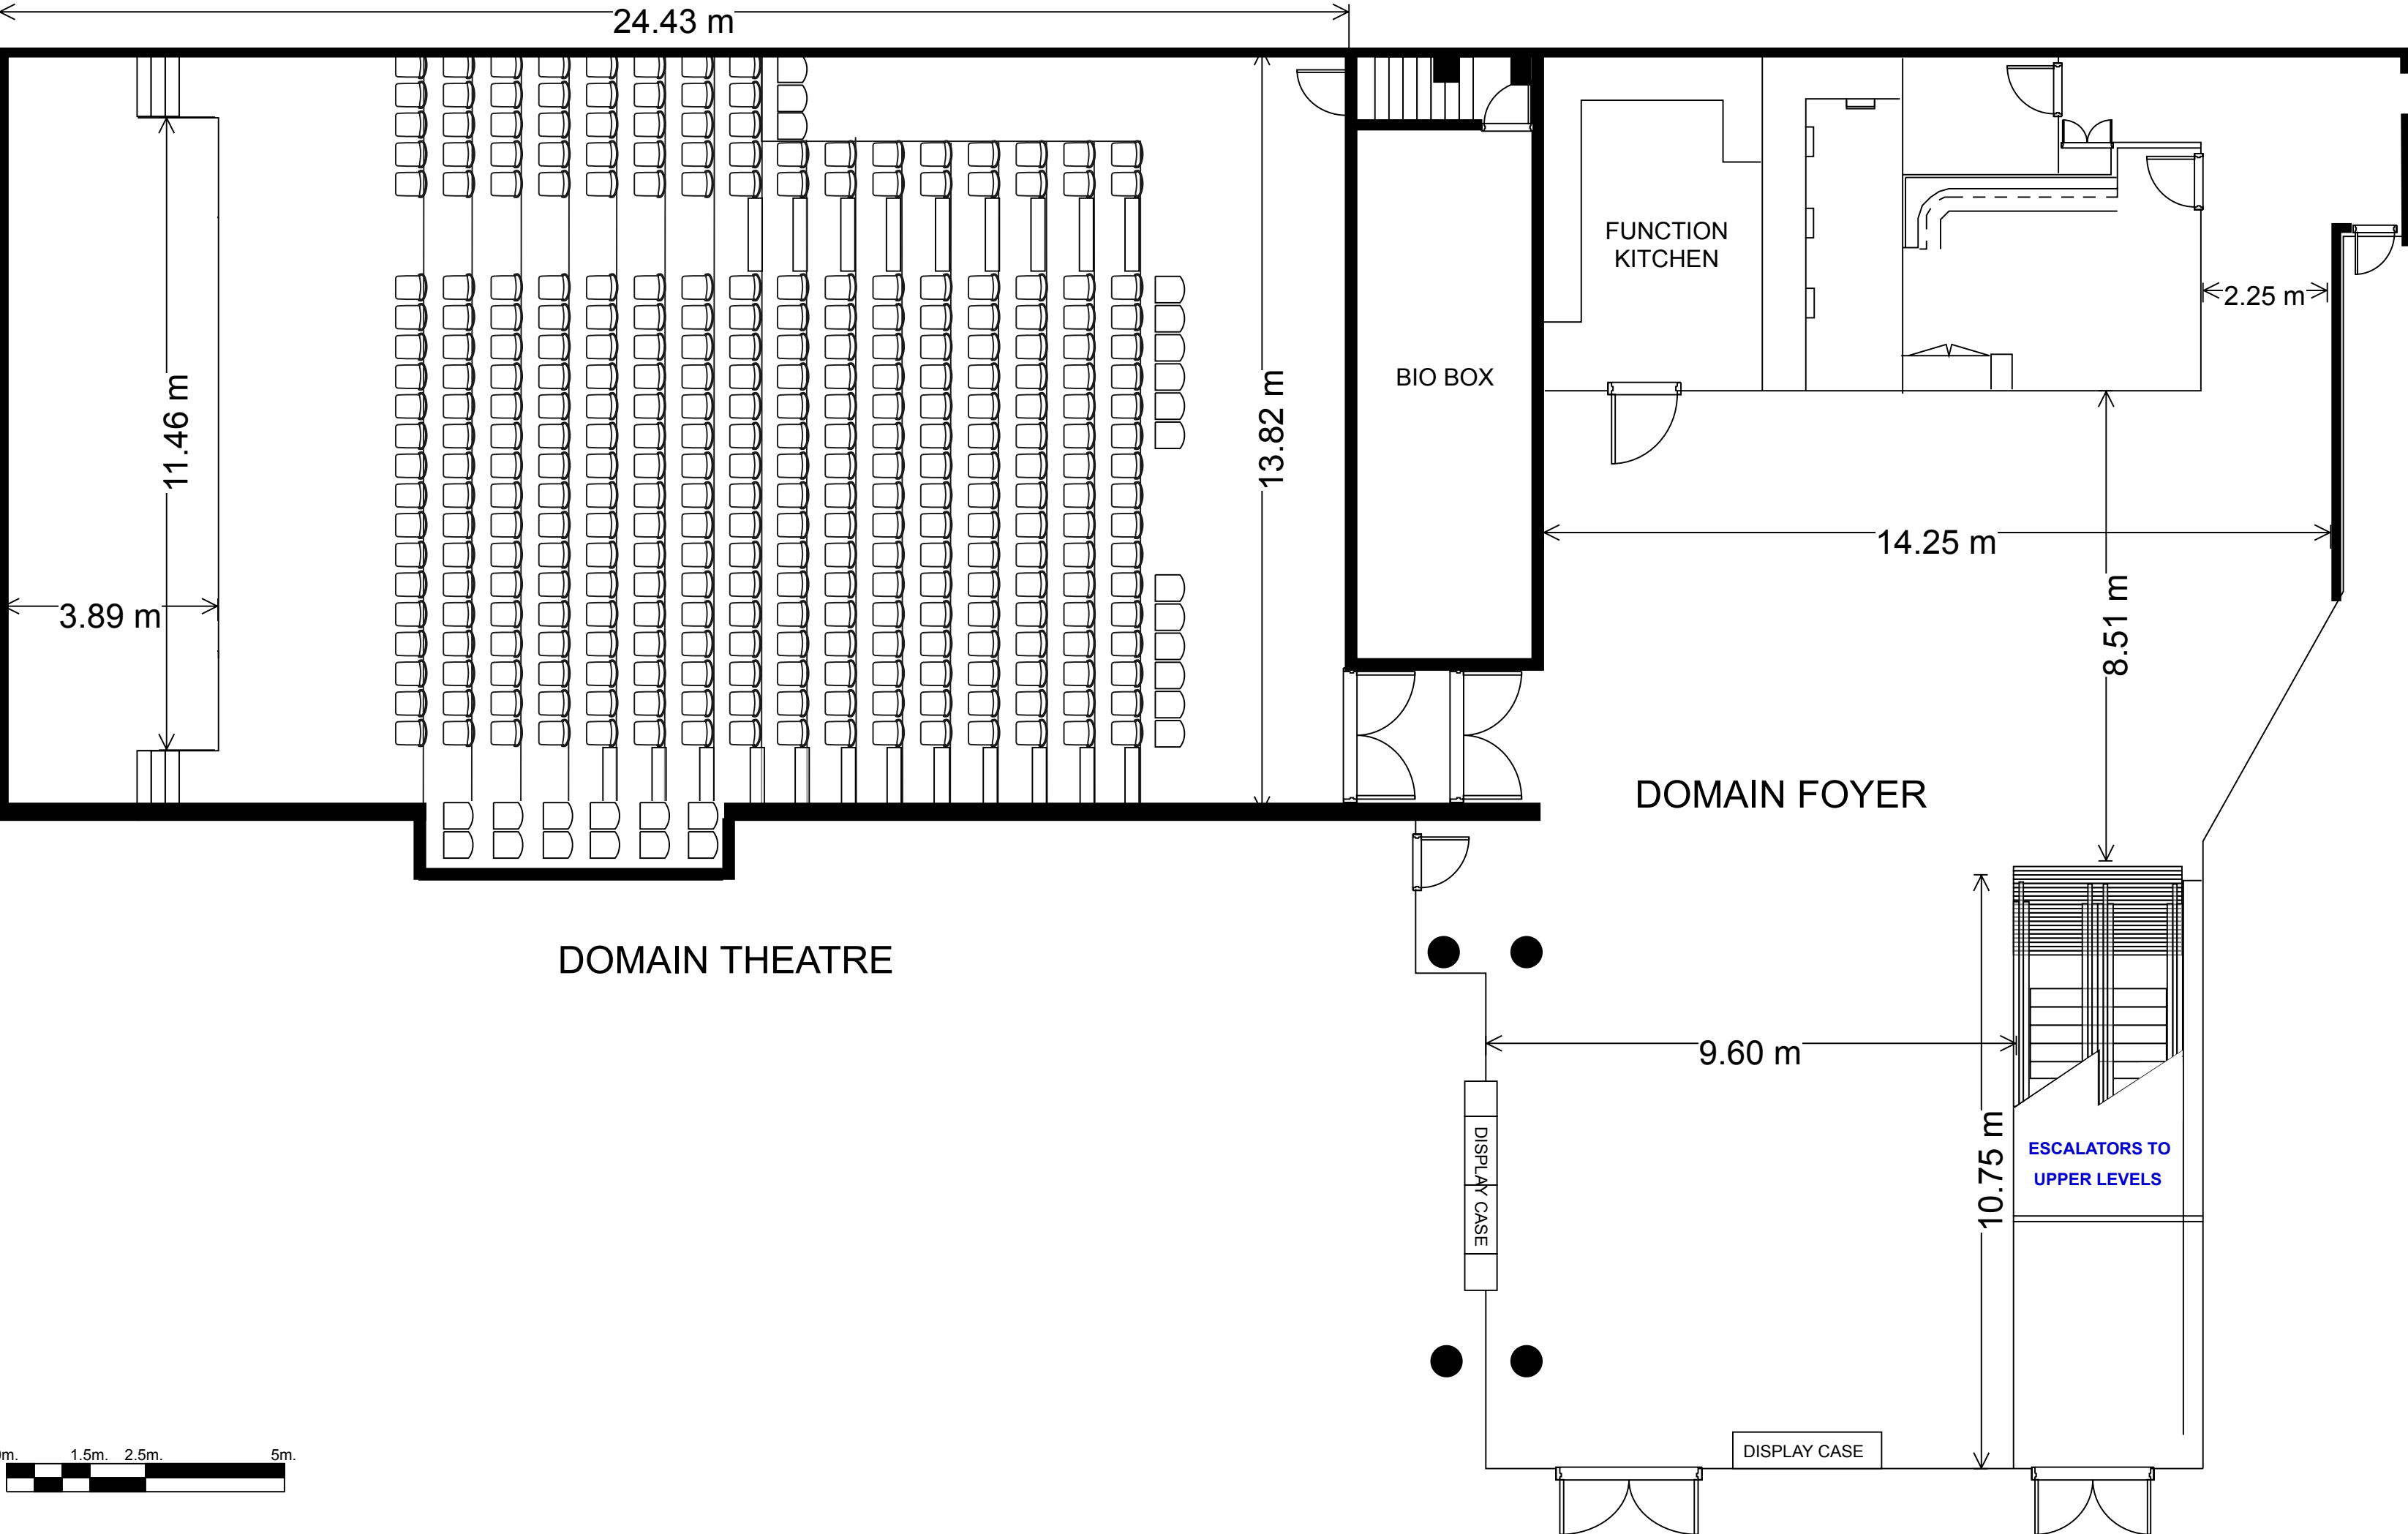 24.43 m
FUNCTION
KITCHEN
2.25 m
BIO BOX
11.46 m
13.82 m
14.25 m
3.89 m
8.51 m
DOMAIN FOYER
DOMAIN THEATRE
9.60 m
10.75 m
ESCALATORS TO
UPPER LEVELS
DISPLAY CASE
DISPLAY CASE
m. 1.5m. 2.5m. 5m.